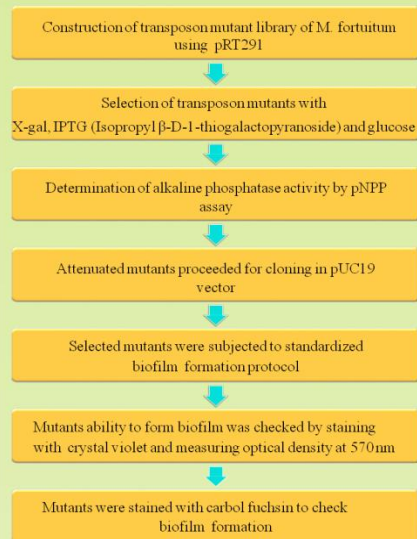 Construction of transposon mutant library of M. fortuitum
using pRT291
Selection of transposon mutants with
X-gal, IPTG (Isopropyl β-D-1-thiogalactopyranoside) and glucose
Determination of alkaline phosphatase activity by pNPP
assay
Attenuated mutants proceeded for cloning in pUC19
vector
Selected mutants were subjected to standardized
biofilm formation protocol
Mutants ability to form biofilm was checked by staining
with crystal violet and measuring optical density at 570nm
Mutants were stained with carbol fuchsin to check
biofilm formation